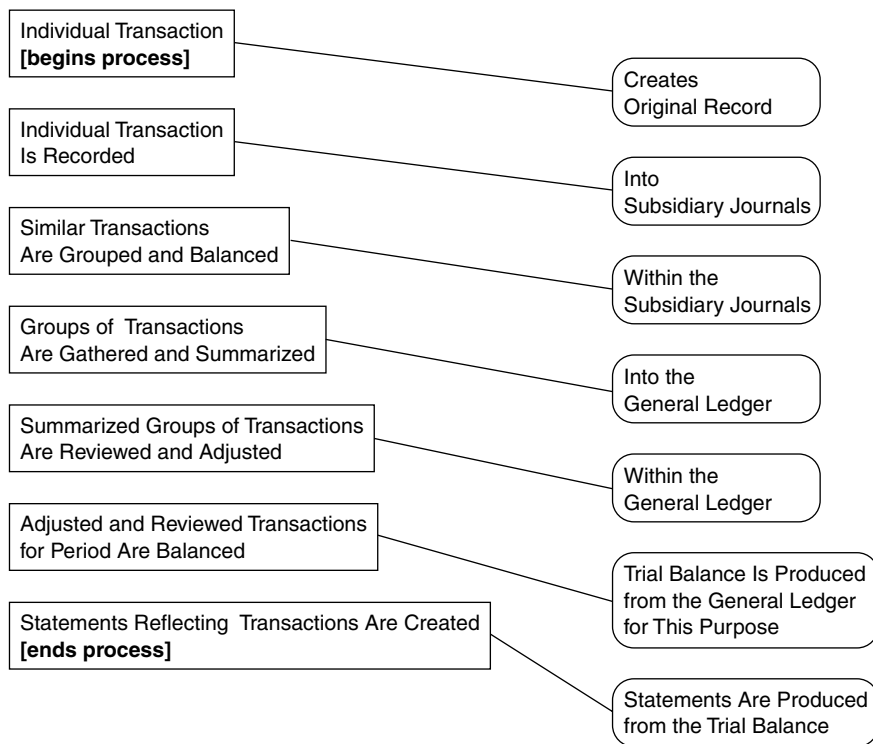 Individual Transaction
[begins process]
Creates
Original Record
Individual Transaction
Is Recorded
Into
Subsidiary Journals
Similar Transactions
Are Grouped and Balanced
Within the
Subsidiary Journals
Groups of Transactions
Are Gathered and Summarized
Into the
General Ledger
Summarized Groups of Transactions
Are Reviewed and Adjusted
Within the
General Ledger
Adjusted and Reviewed Transactions
for Period Are Balanced
Trial Balance Is Produced
from the General Ledger
for This Purpose
Statements Reflecting Transactions Are Created
[ends process]
Statements Are Produced
from the Trial Balance